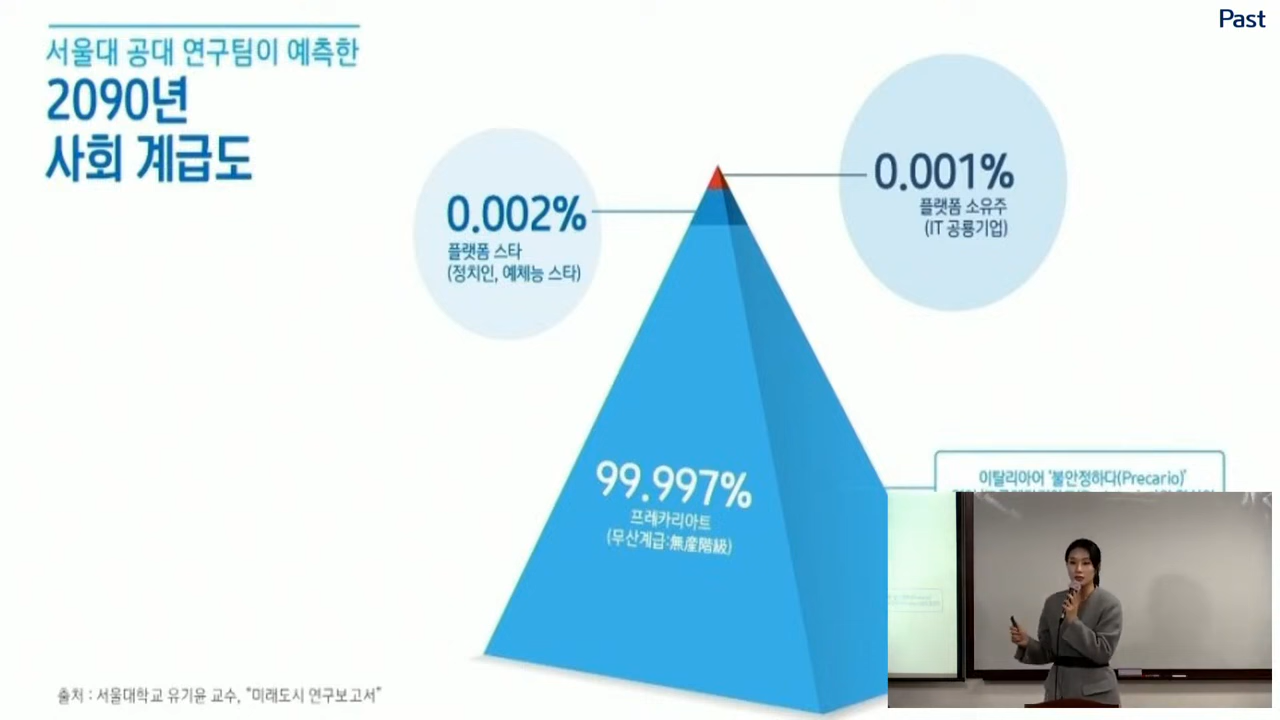 Past
서울대 공대 연구팀이 예측한
2090년
사회 계급도
0.001%
플랫폼 소유주
(IT 공룡기업)
0.002%
플랫폼 스타
(정치인, 예체능 스타)
99.997%
프레카리아트
(무산계급:無産階級)
이탈리아어 '불안정하다(Precario)'
출처 : 서울대학교 유기윤 교수, "미래도시 연구보고서"